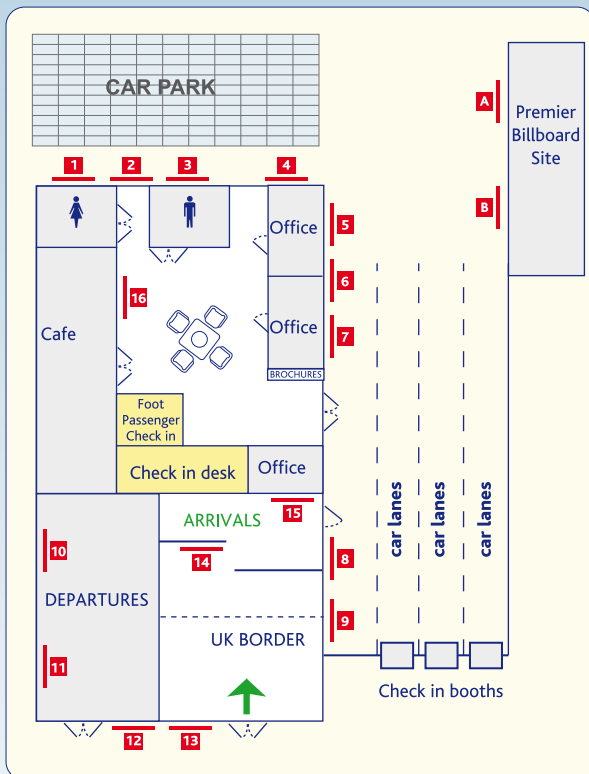 CAR PARK
A
Premier
Billboard
Site
1
2
3
4
B
Office
5
6
16
Office
7
Cafe
BROCHURES
Foot
Passenger
Check in
Check in desk
Office
car lanes
car lanes
car lanes
15
ARRIVALS
10
14
8
DEPARTURES
9
UK BORDER
11
Check in booths
12
13